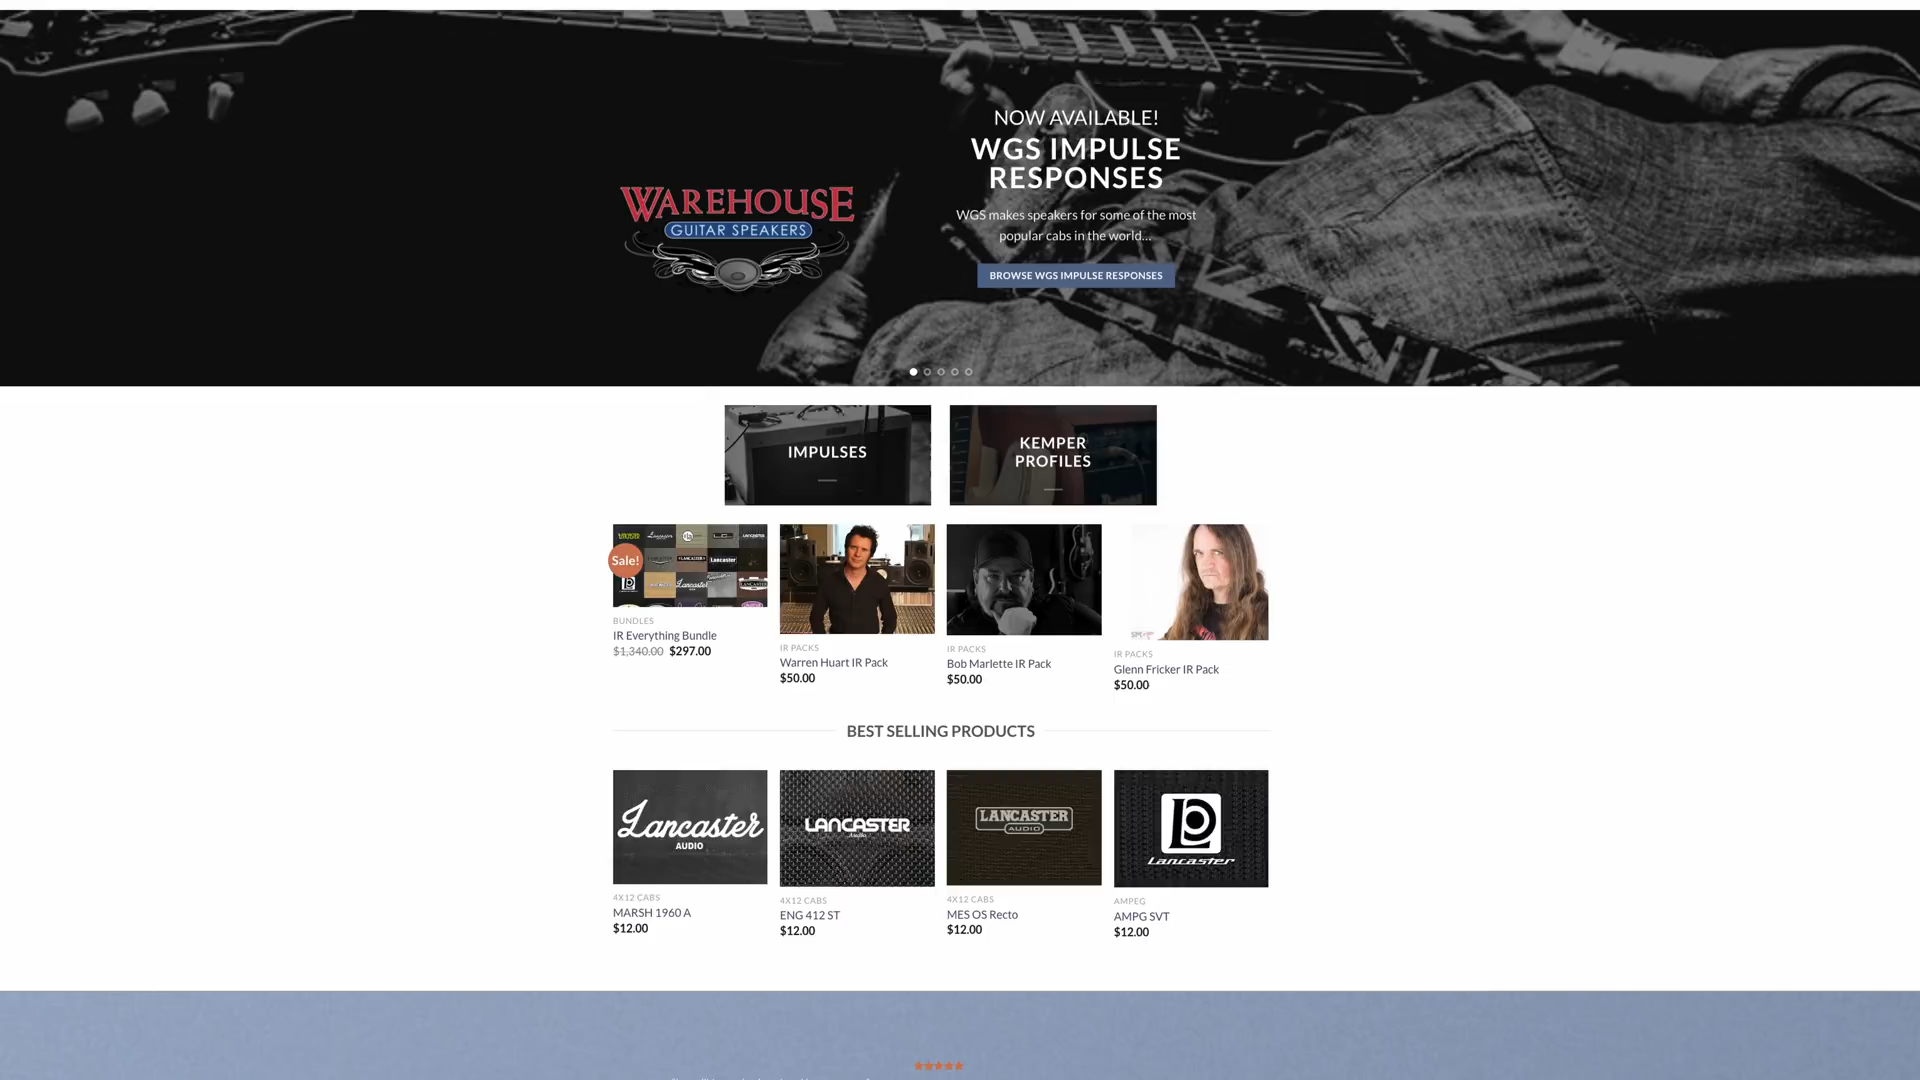 NOW AVAILABLE!
WGS IMPULSE
RESPONSES
WAREHOUSE
GUITAR SPEAKERS
WGS makes speakers for some of the most
popular cabs in the world...
BROWSE WGS IMPULSE RESPONSES
IMPULSES
KEMPER
PROFILES
Sale!
BUNDLES
IR Everything Bundle
$1,340.00 $297.00
IR PACKS
Warren Huart IR Pack
$50.00
IR PACKS
Bob Marlette IR Pack
$50.00
IR PACKS
Glenn Fricker IR Pack
$50.00
BEST SELLING PRODUCTS
Lancaster
AUDIO
4X12 CABS
MARSH 1960 A
$12.00
LANCASTER
Audio
4X12 CABS
ENG 412 ST
$12.00
LANCASTER
AUDIO
4X12 CABS
MES OS Recto
$12.00
Lancaster
AMPEG
AMPG SVT
$12.00